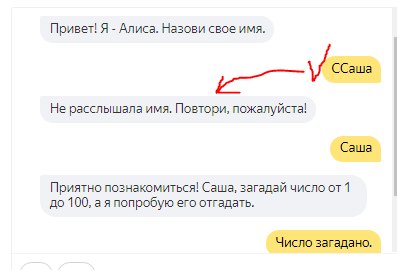 Привет! Я - Алиса. Назови свое имя.
ССаша
Не расслышала имя. Повтори, пожалуйста!
Саша
Приятно познакомиться! Саша, загадай число от 1
до 100, а я попробую его отгадать.
Число загадано.